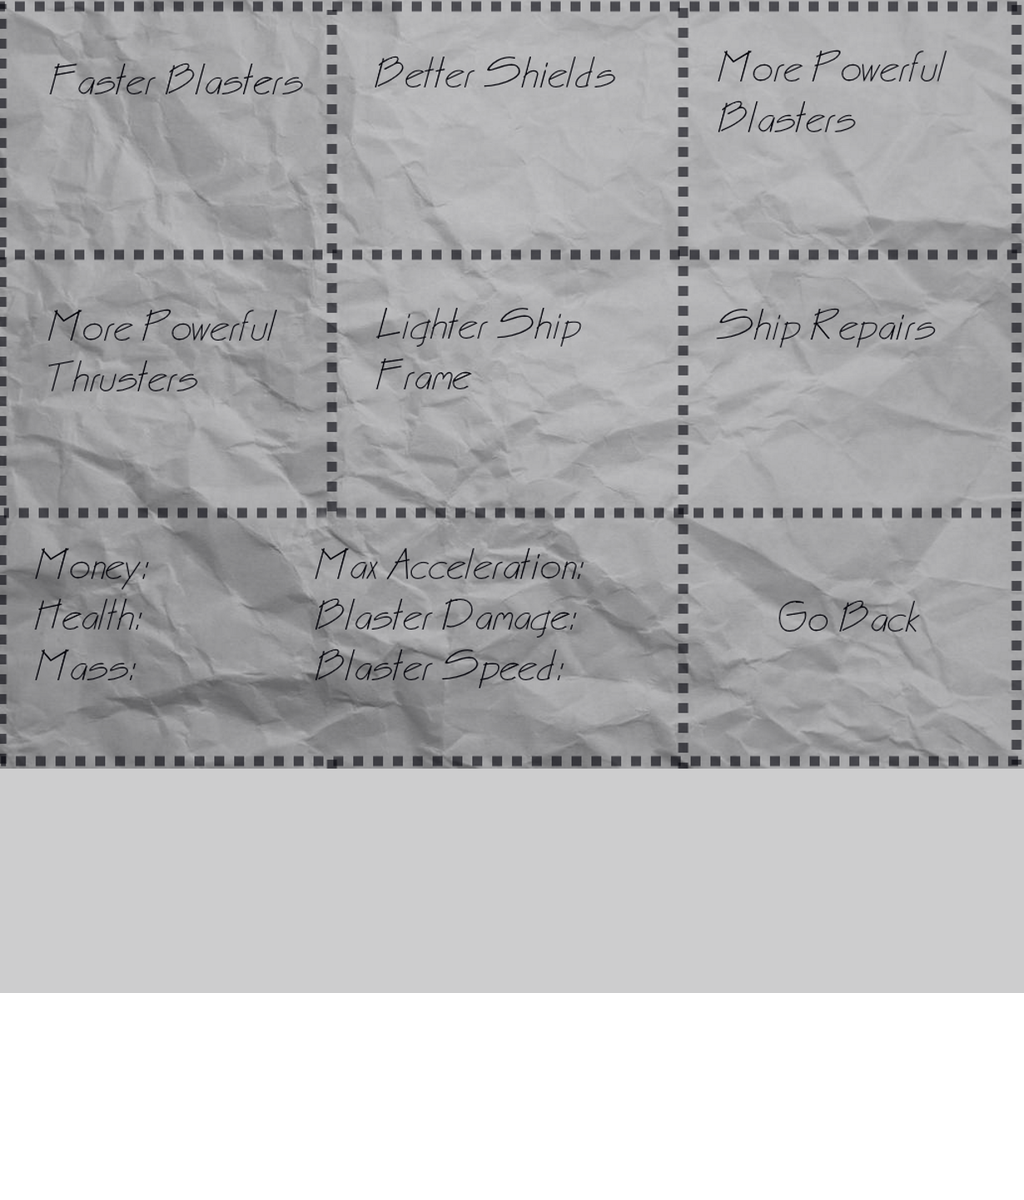 Faster Blasters
Better Shields
More Powerful
Blasters
More Powerful
Thrusters
Lighter Ship
Frame
Ship Repairs
Money:
Health:
Mass:
Max Acceleration:
Blaster Damage:
Blaster Speed:
Go Back